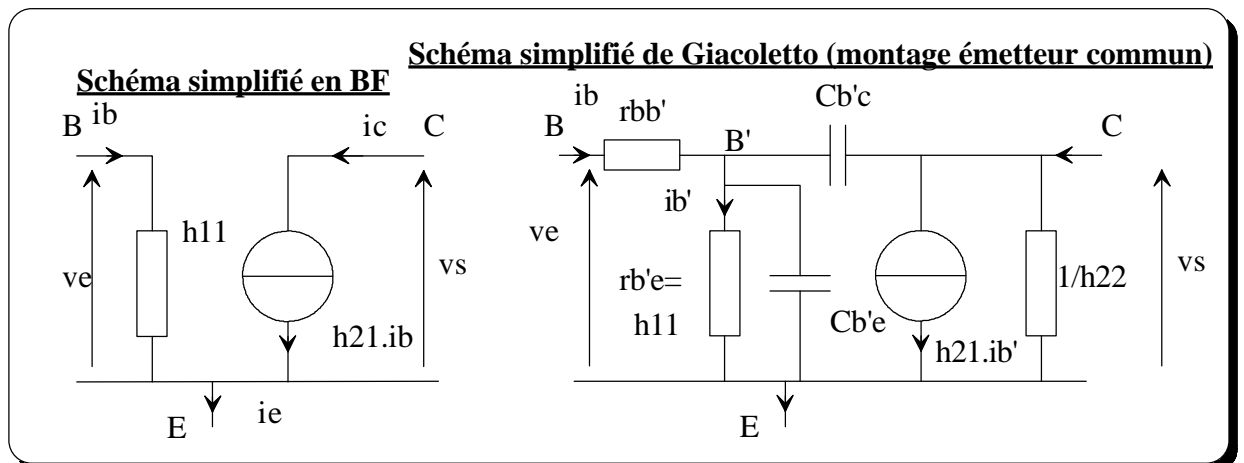 Schéma simplifié en BF
B
ib
ic
C
ve
h11
h21.ib
vs
E
ie
Schéma simplifié de Giacoletto (montage émetteur commun)
ib
rbb'
Cb'c
B
B'
C
ib'
ve
rb'e=
h11
Cb'e
h21.ib'
1/h22
vs
E